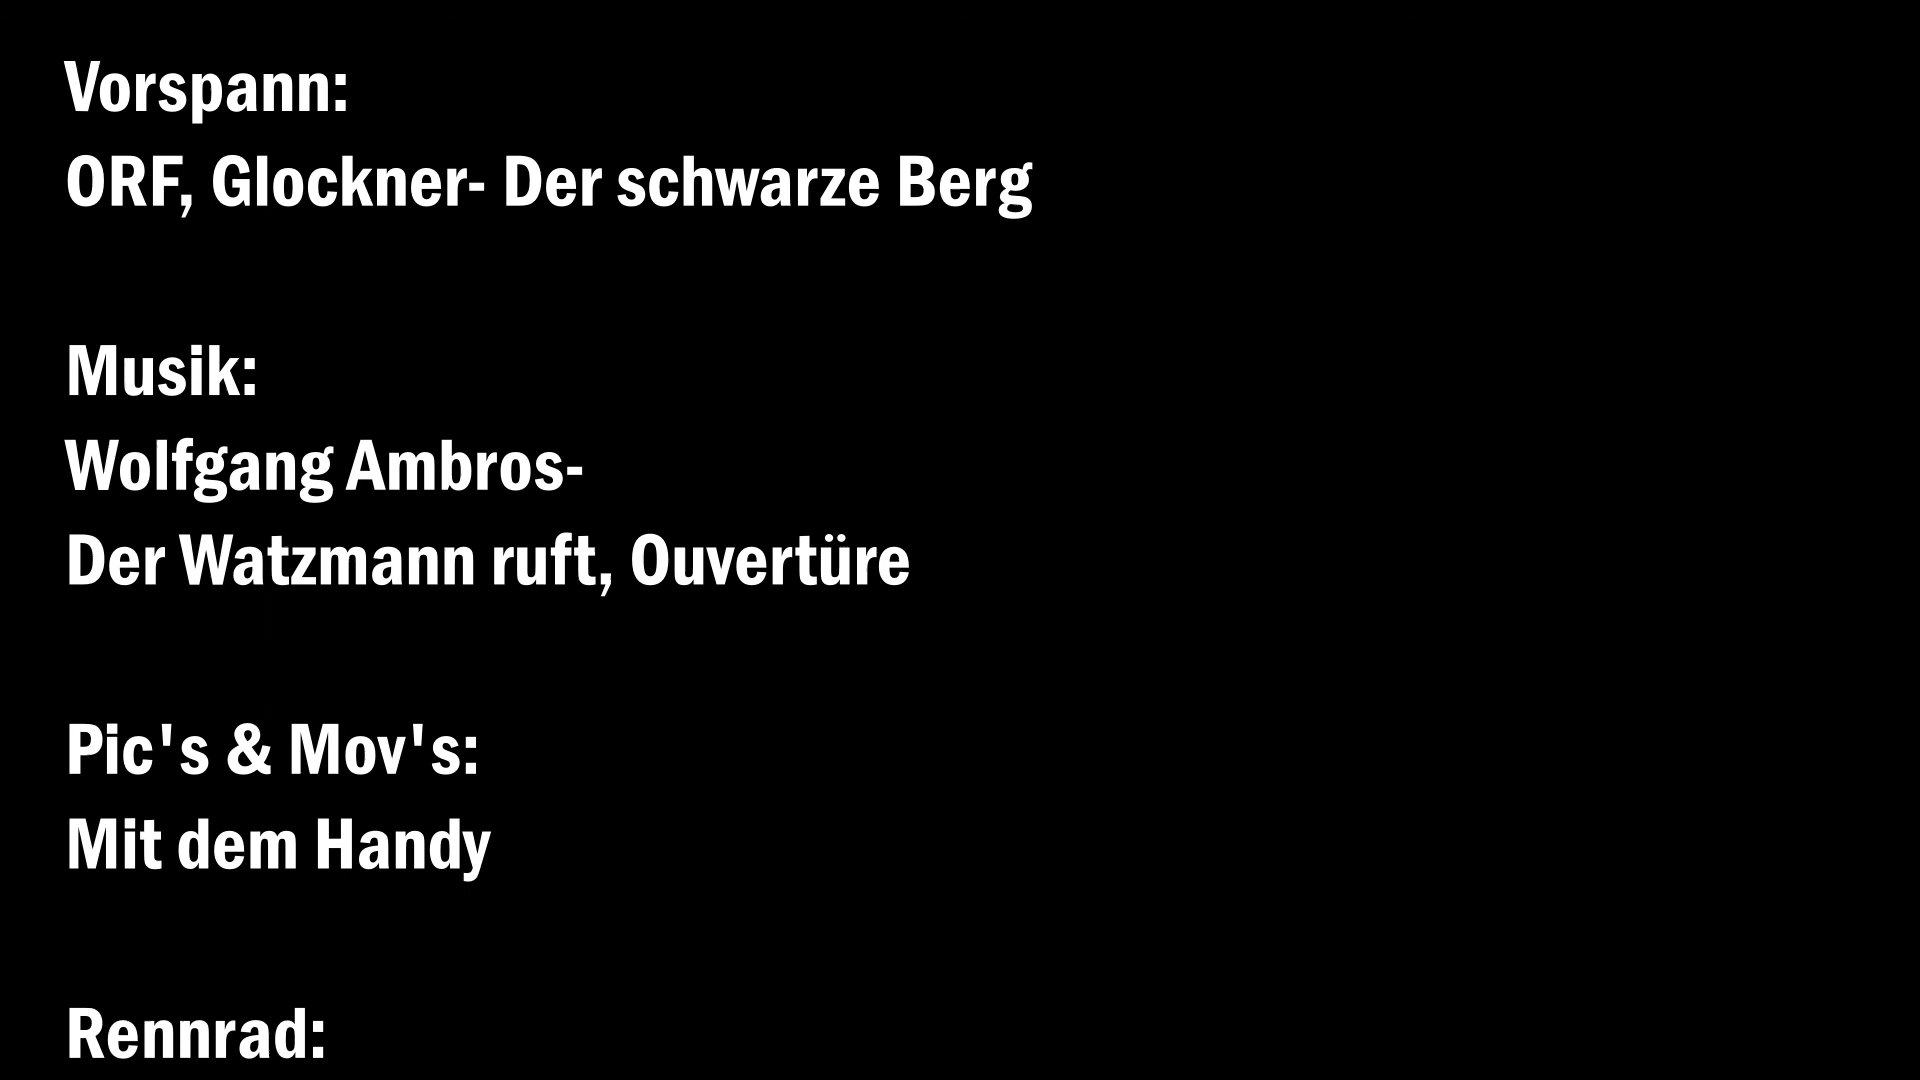 Vorspann:
ORF, Glockner- Der schwarze Berg
Musik:
Wolfgang Ambros-
Der Watzmann ruft, Ouvertüre
Pic's & Mov's:
Mit dem Handy
Rennrad: